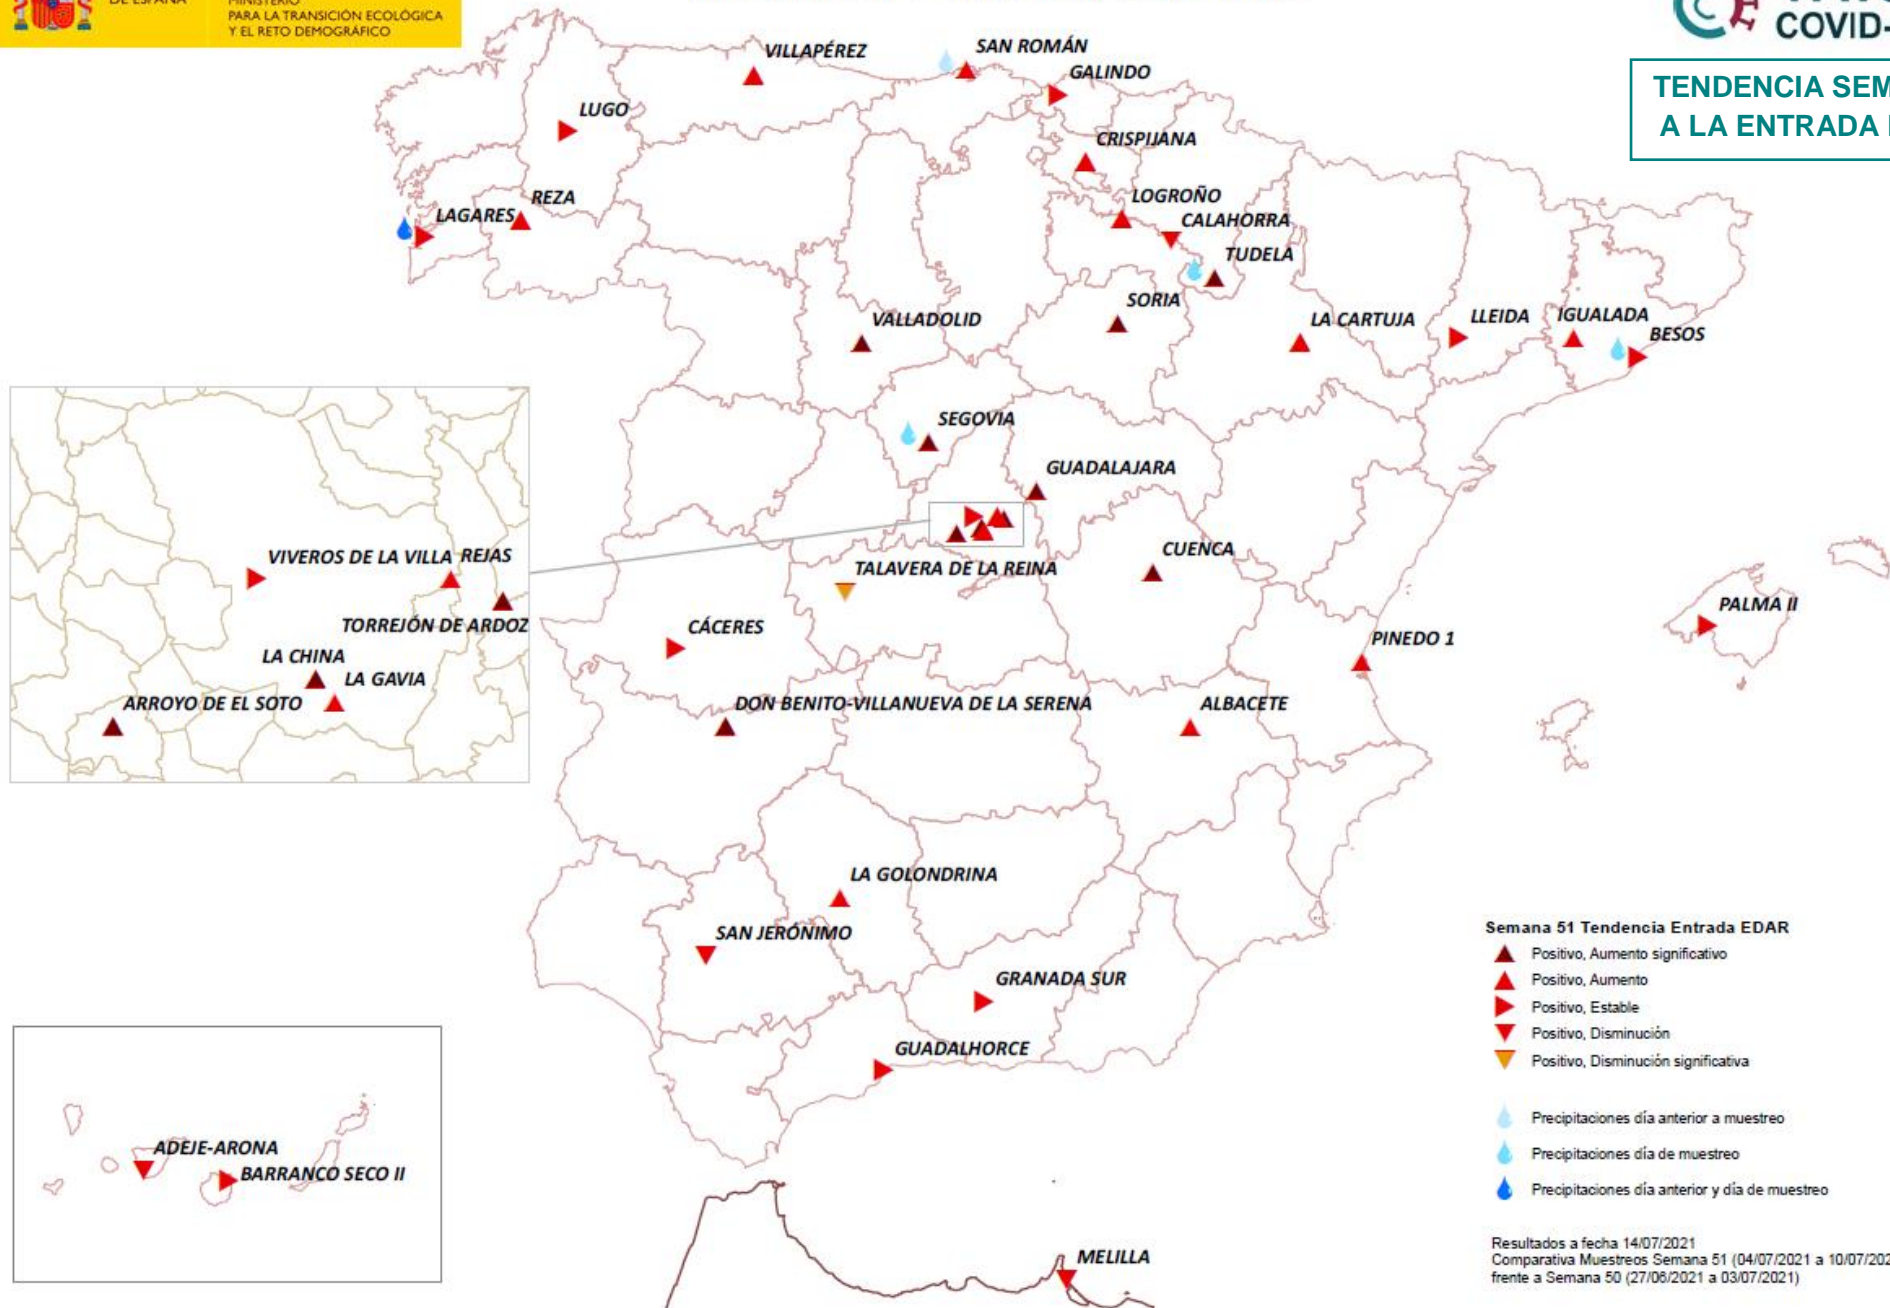 DE ESPAÑA
MINISTERIO
PARA LA TRANSICIÓN ECOLÓGICA
Y EL RETO DEMOGRÁFICO
COVID-
TENDENCIA SEM
A LA ENTRADA
VILLAPÉREZ
SAN ROMÁN
GALINDO
LUGO
CRISPIJANA
REZA
LAGARES
LOGROÑO
CALAHORRA
TUDELA
SORIA
VALLADOLID
LA CARTUJA
LLEIDA
IGUALADA
BESOS
SEGOVIA
GUADALAJARA
VIVEROS DE LA VILLA
REJAS
TORREJÓN DE ARDOZ
LA CHINA
LA GAVIA
ARROYO DE EL SOTO
CUENCA
TALAVERA DE LA REINA
CÁCERES
PALMA II
PINEDO 1
DON BENITO-VILLANUEVA DE LA SERENA
ALBACETE
LA GOLONDRINA
SAN JERÓNIMO
GRANADA SUR
GUADALHORCE
ADEJE-ARONA
BARRANCO SECO II
MELILLA
Semana 51 Tendencia Entrada EDAR
Positivo, Aumento significativo
Positivo, Aumento
Positivo, Estable
Positivo, Disminución
Positivo, Disminución significativa
Precipitaciones día anterior a muestreo
Precipitaciones día de muestreo
Precipitaciones día anterior y día de muestreo
Resultados a fecha 14/07/2021
Comparativa Muestreos Semana 51 (04/07/2021 a 10/07/202
frente a Semana 50 (27/06/2021 a 03/07/2021)